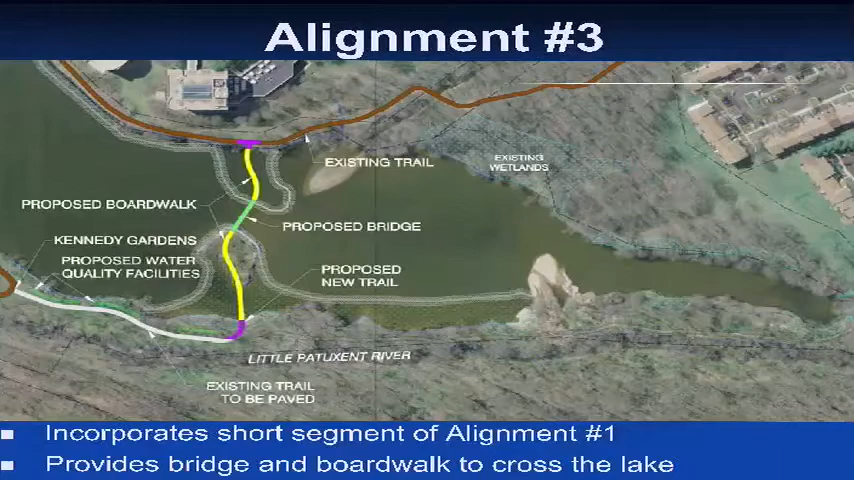 Alignment #3
EXISTING TRAIL
EXISTING
WETLANDS
PROPOSED BOARDWALK
PROPOSED BRIDGE
KENNEDY GARDENS
PROPOSED WATER
QUALITY FACILITIES
PROPOSED
NEW TRAIL
LITTLE PATUXENT RIVER
EXISTING TRAIL
TO BE PAVED
Incorporates short segment of Alignment #1
Provides bridge and boardwalk to cross the lake